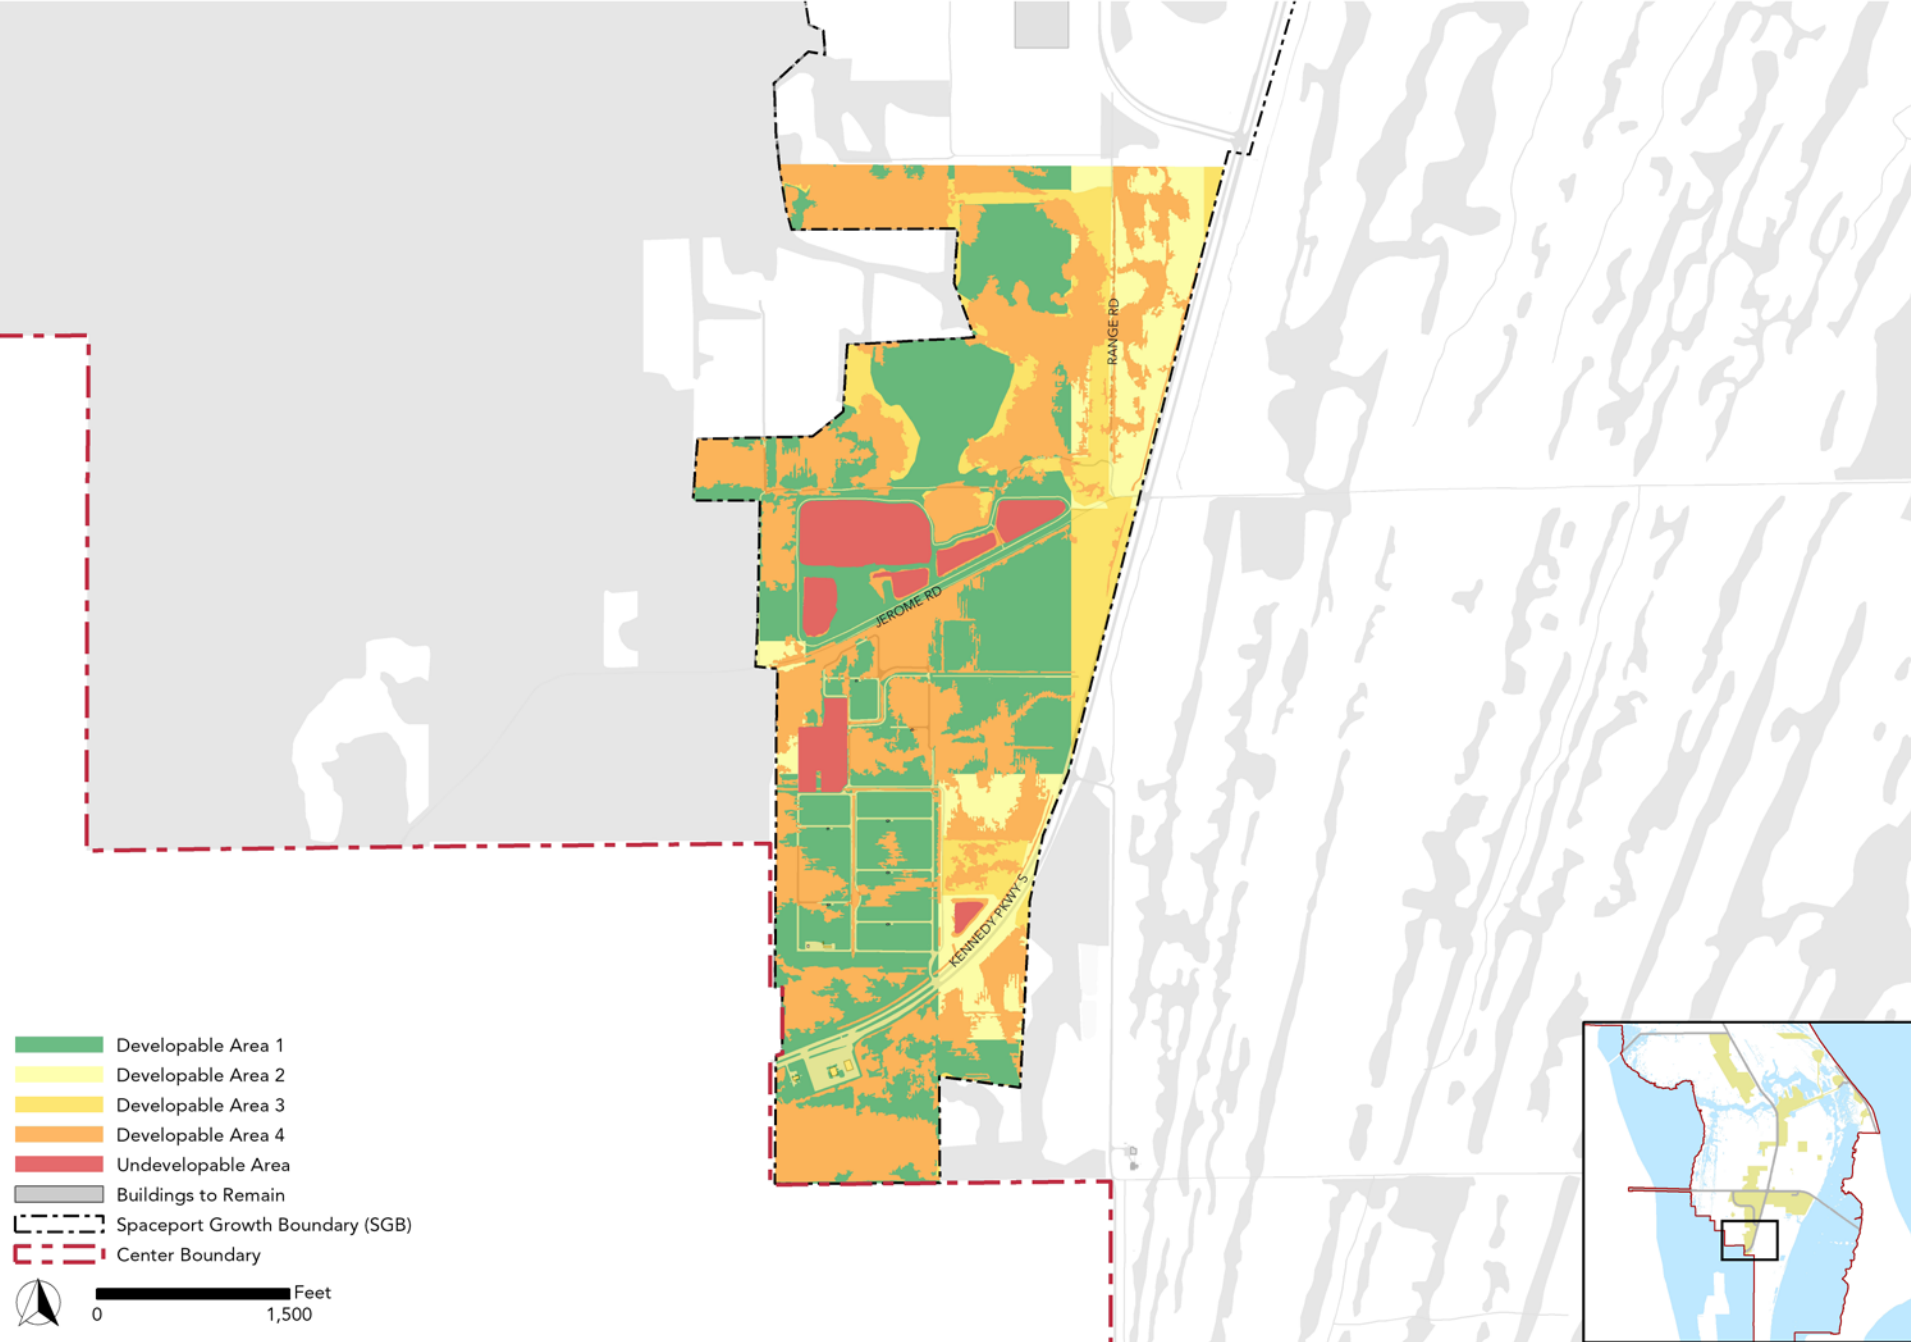 RANGE RD
JEROME RD
KENNEDY PKWY S
Developable Area 1
Developable Area 2
Developable Area 3
Developable Area 4
Undevelopable Area
Buildings to Remain
Spaceport Growth Boundary (SGB)
Center Boundary
Feet
0 1,500